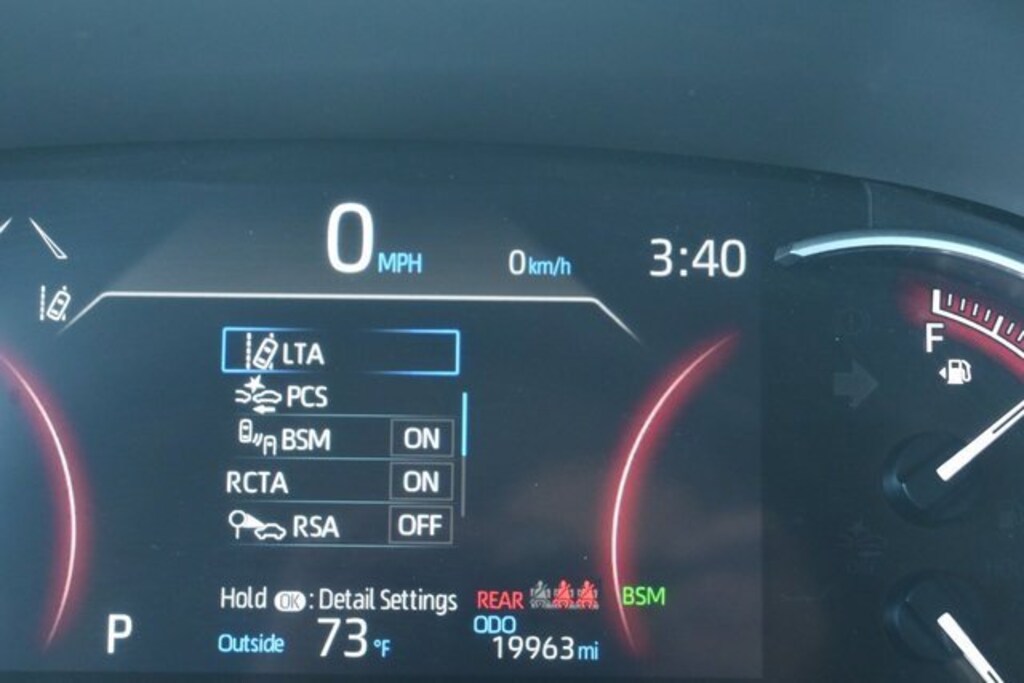 0 MPH 0 km/h 3:40
F
LTA
PCS
BSM ON
RCTA ON
RSA OFF
Hold OK : Detail Settings REAR BSM
ODO
P Outside 73 °F 19963 mi